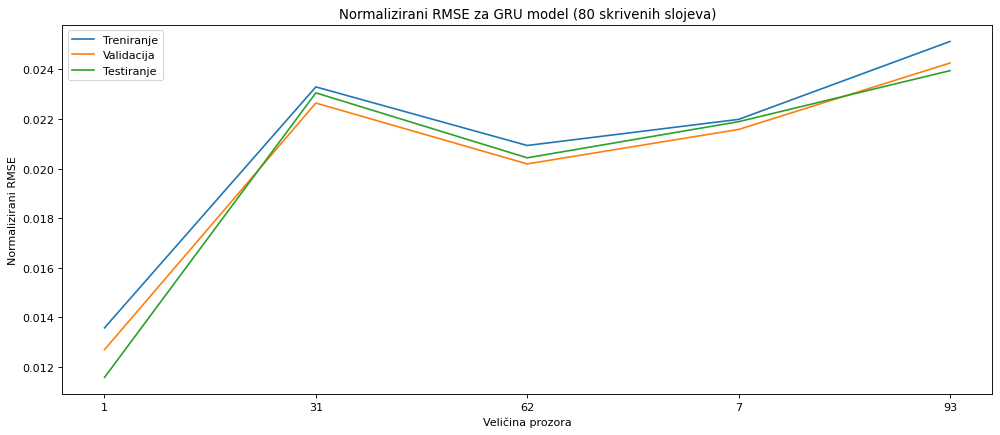 Normalizirani RMSE za GRU model (80 skrivenih slojeva)
Treniranje
Validacija
Testiranje
Normalizirani RMSE
0.024
0.022
0.020
0.018
0.016
0.014
0.012
1 31 62 7 93
Veličina prozora